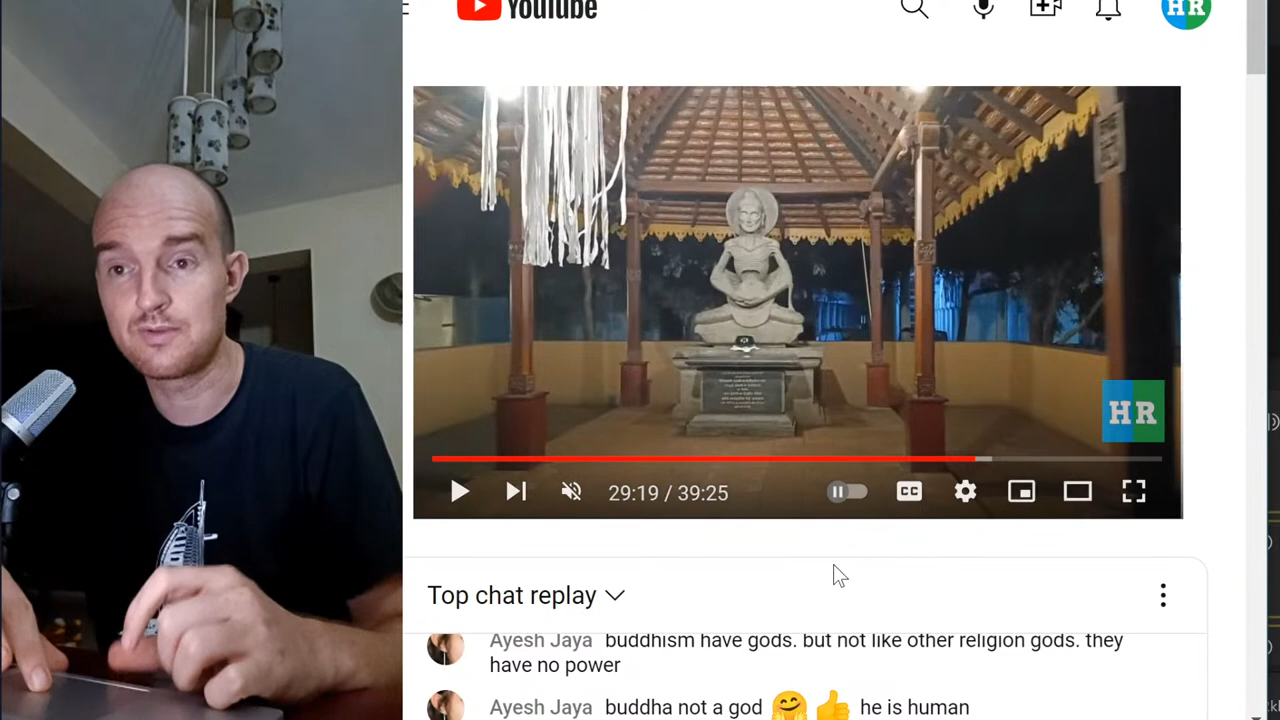 YouTube
HR
HR
29:19 / 39:25
CC
Top chat replay
Ayesh Jaya buddhism have gods. but not like other religion gods. they
have no power
Ayesh Jaya buddha not a god 🤗👍 he is human